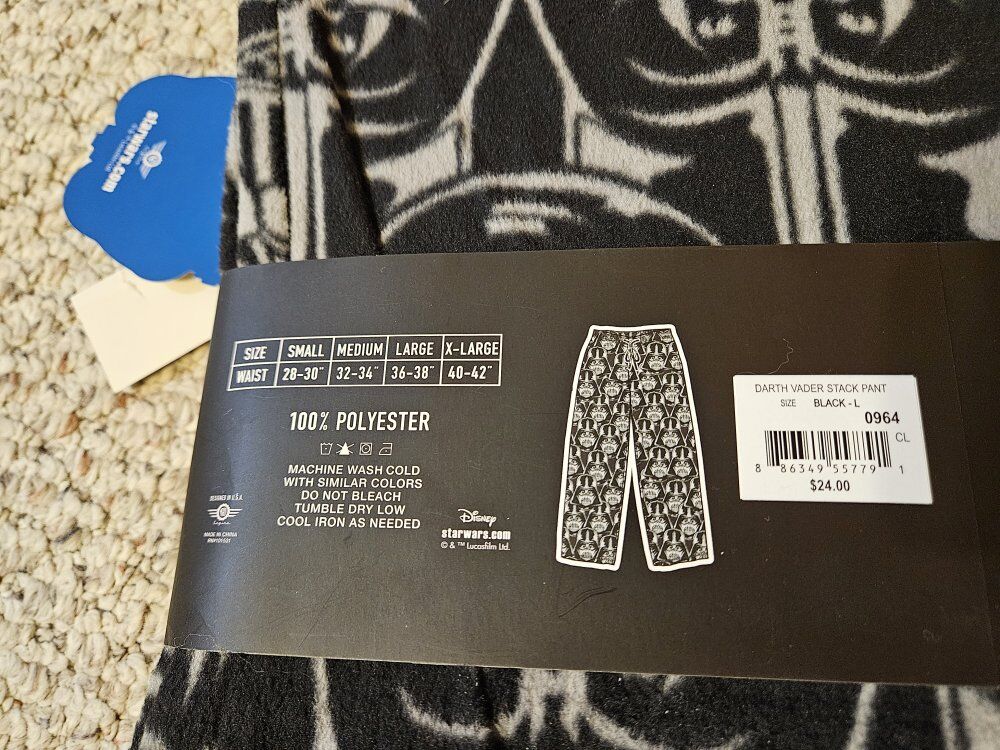 starwars.com
SIZE SMALL MEDIUM LARGE X-LARGE
WAIST 28-30" 32-34" 36-38" 40-42"
100% POLYESTER
MACHINE WASH COLD
WITH SIMILAR COLORS
DO NOT BLEACH
TUMBLE DRY LOW
COOL IRON AS NEEDED
DESIGNED IN U.S.A.
MADE IN CHINA
Disney
starwars.com
© & ™ Lucasfilm Ltd.
DARTH VADER STACK PANT
SIZE BLACK - L
0964
CL
8 86349 55779 1
$24.00